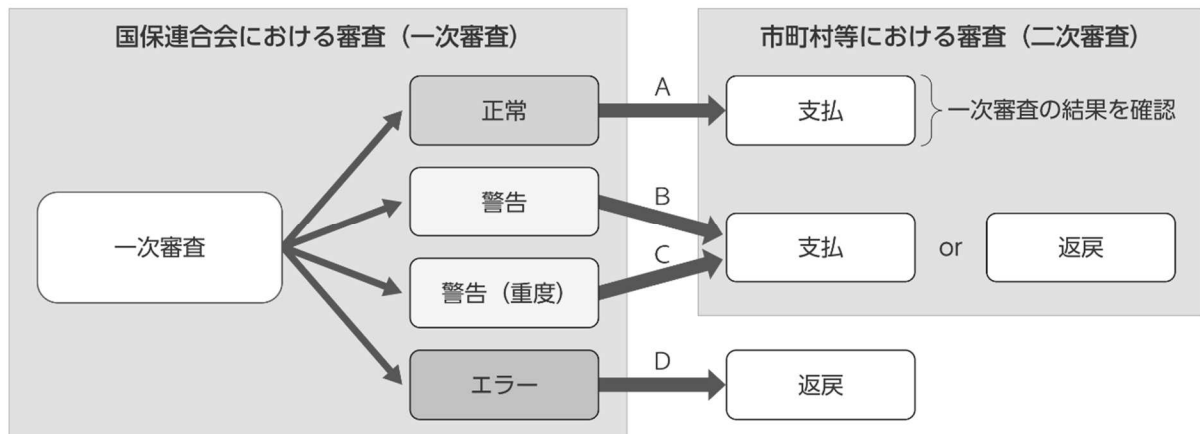 国保連合会における審査（一次審査）
市町村等における審査（二次審査）
一次審査
正常
A
支払
一次審査の結果を確認
警告
B
警告（重度）
C
支払
or
返戻
エラー
D
返戻